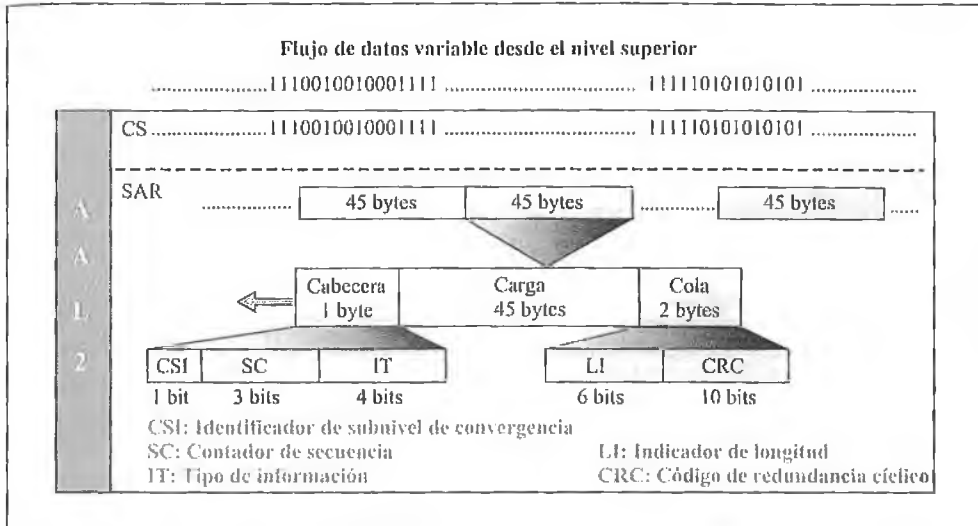 Flujo de datos variable desde el nivel superior
....................1110010010001111 .................................... 111110101010101 ..................
CS....................1110010010001111 .................................... 111110101010101 ..................
SAR
............... 45 bytes 45 bytes ............... 45 bytes ......
Cabecera Carga Cola
1 byte 45 bytes 2 bytes
CSI SC IT LI CRC
1 bit 3 bits 4 bits 6 bits 10 bits
CSI: Identificador de subnivel de convergencia
SC: Contador de secuencia LI: Indicador de longitud
IT: Tipo de información CRC: Código de redundancia cíclico
A
A
L
2